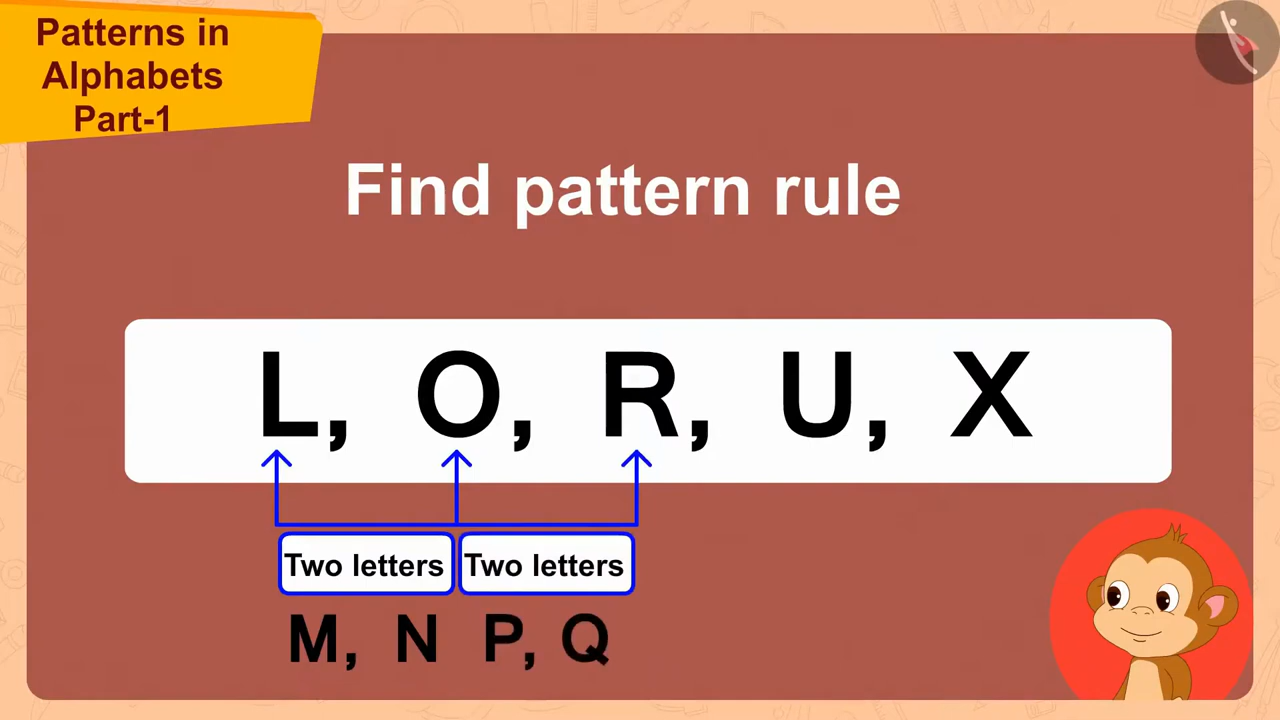 Patterns in
Alphabets
Part-1
Find pattern rule
L, O, R, U, X
Two letters Two letters
M, N P, Q